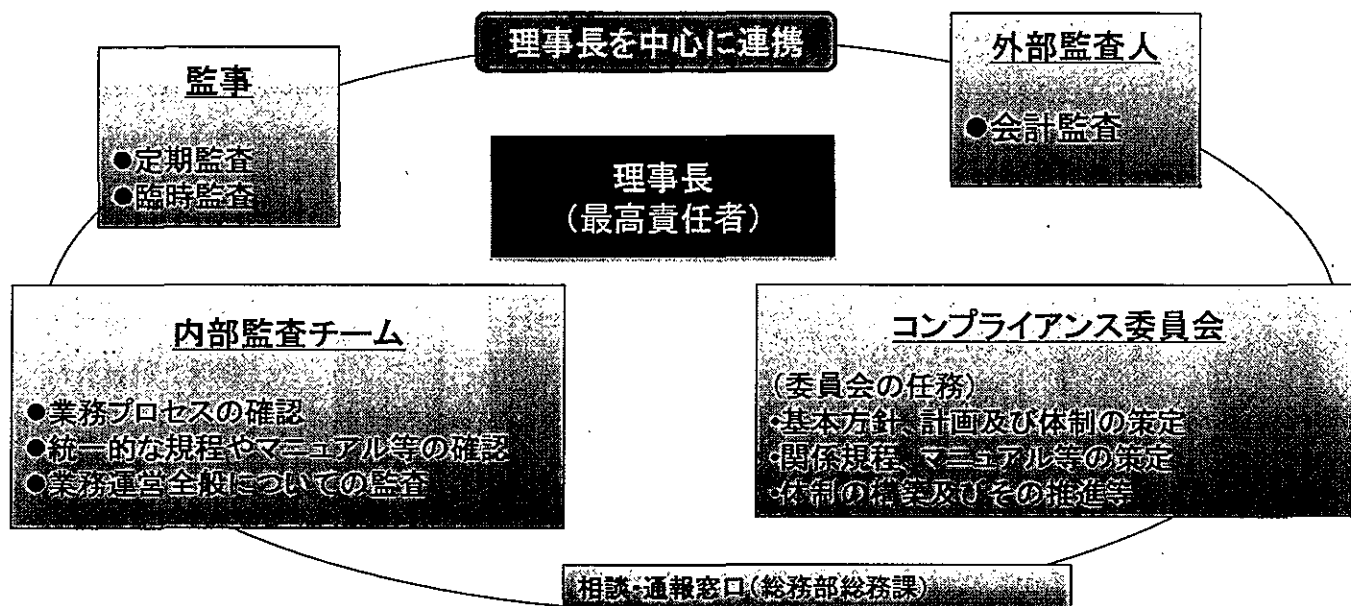 理事長を中心に連携
監事
●定期監査
●臨時監査
外部監査人
●会計監査
理事長
(最高責任者)
内部監査チーム
●業務プロセスの確認
●統一的な規程やマニュアル等の確認
●業務運営全般についての監査
コンプライアンス委員会
(委員会の任務)
・基本方針、計画及び体制の策定
・関係規程、マニュアル等の策定
・体制の構築及びその推進等
相談・通報窓口(総務部総務課)